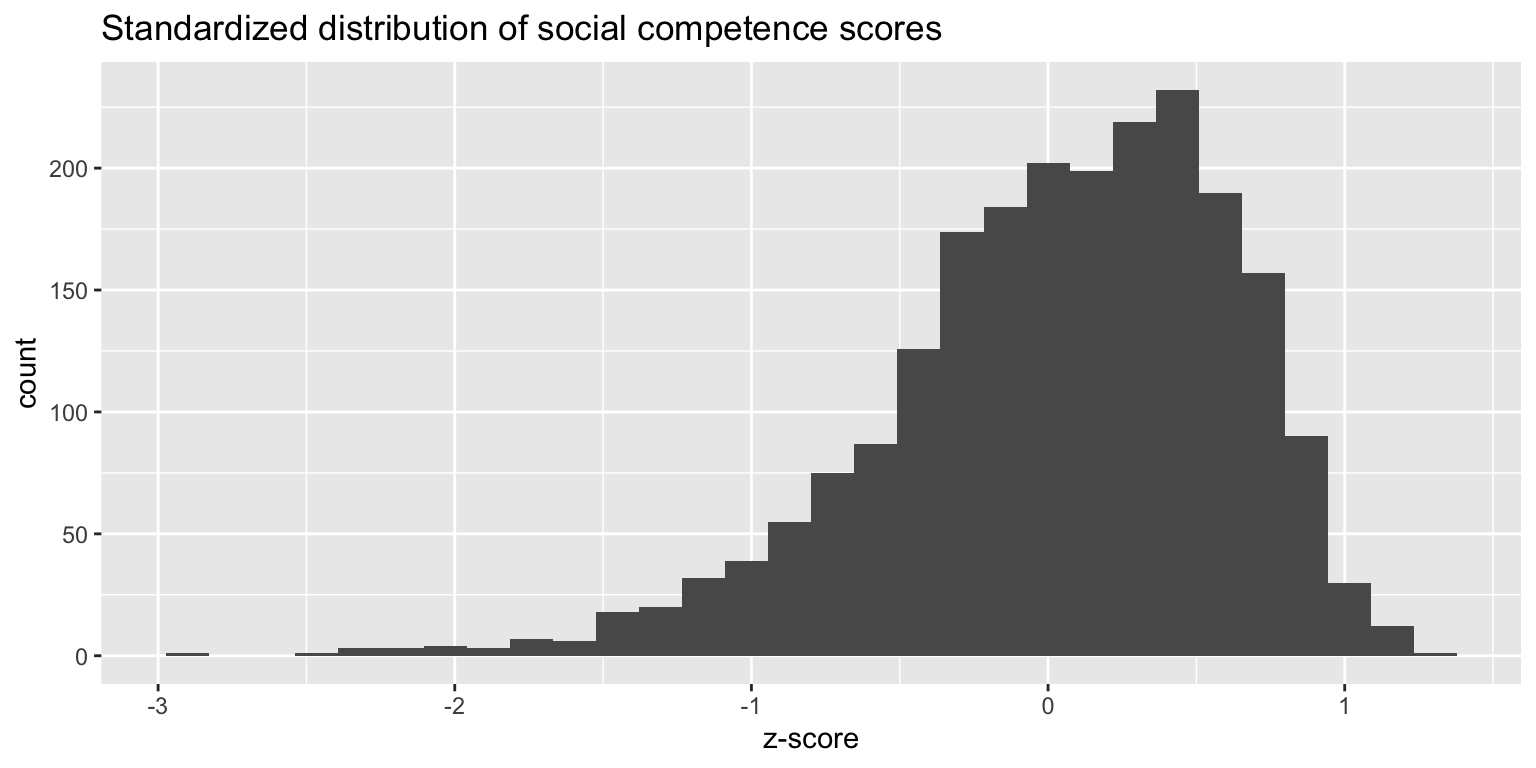 Standardized distribution of social competence scores
200
150
100
50
0
count
-3 -2 -1 0 1
z-score